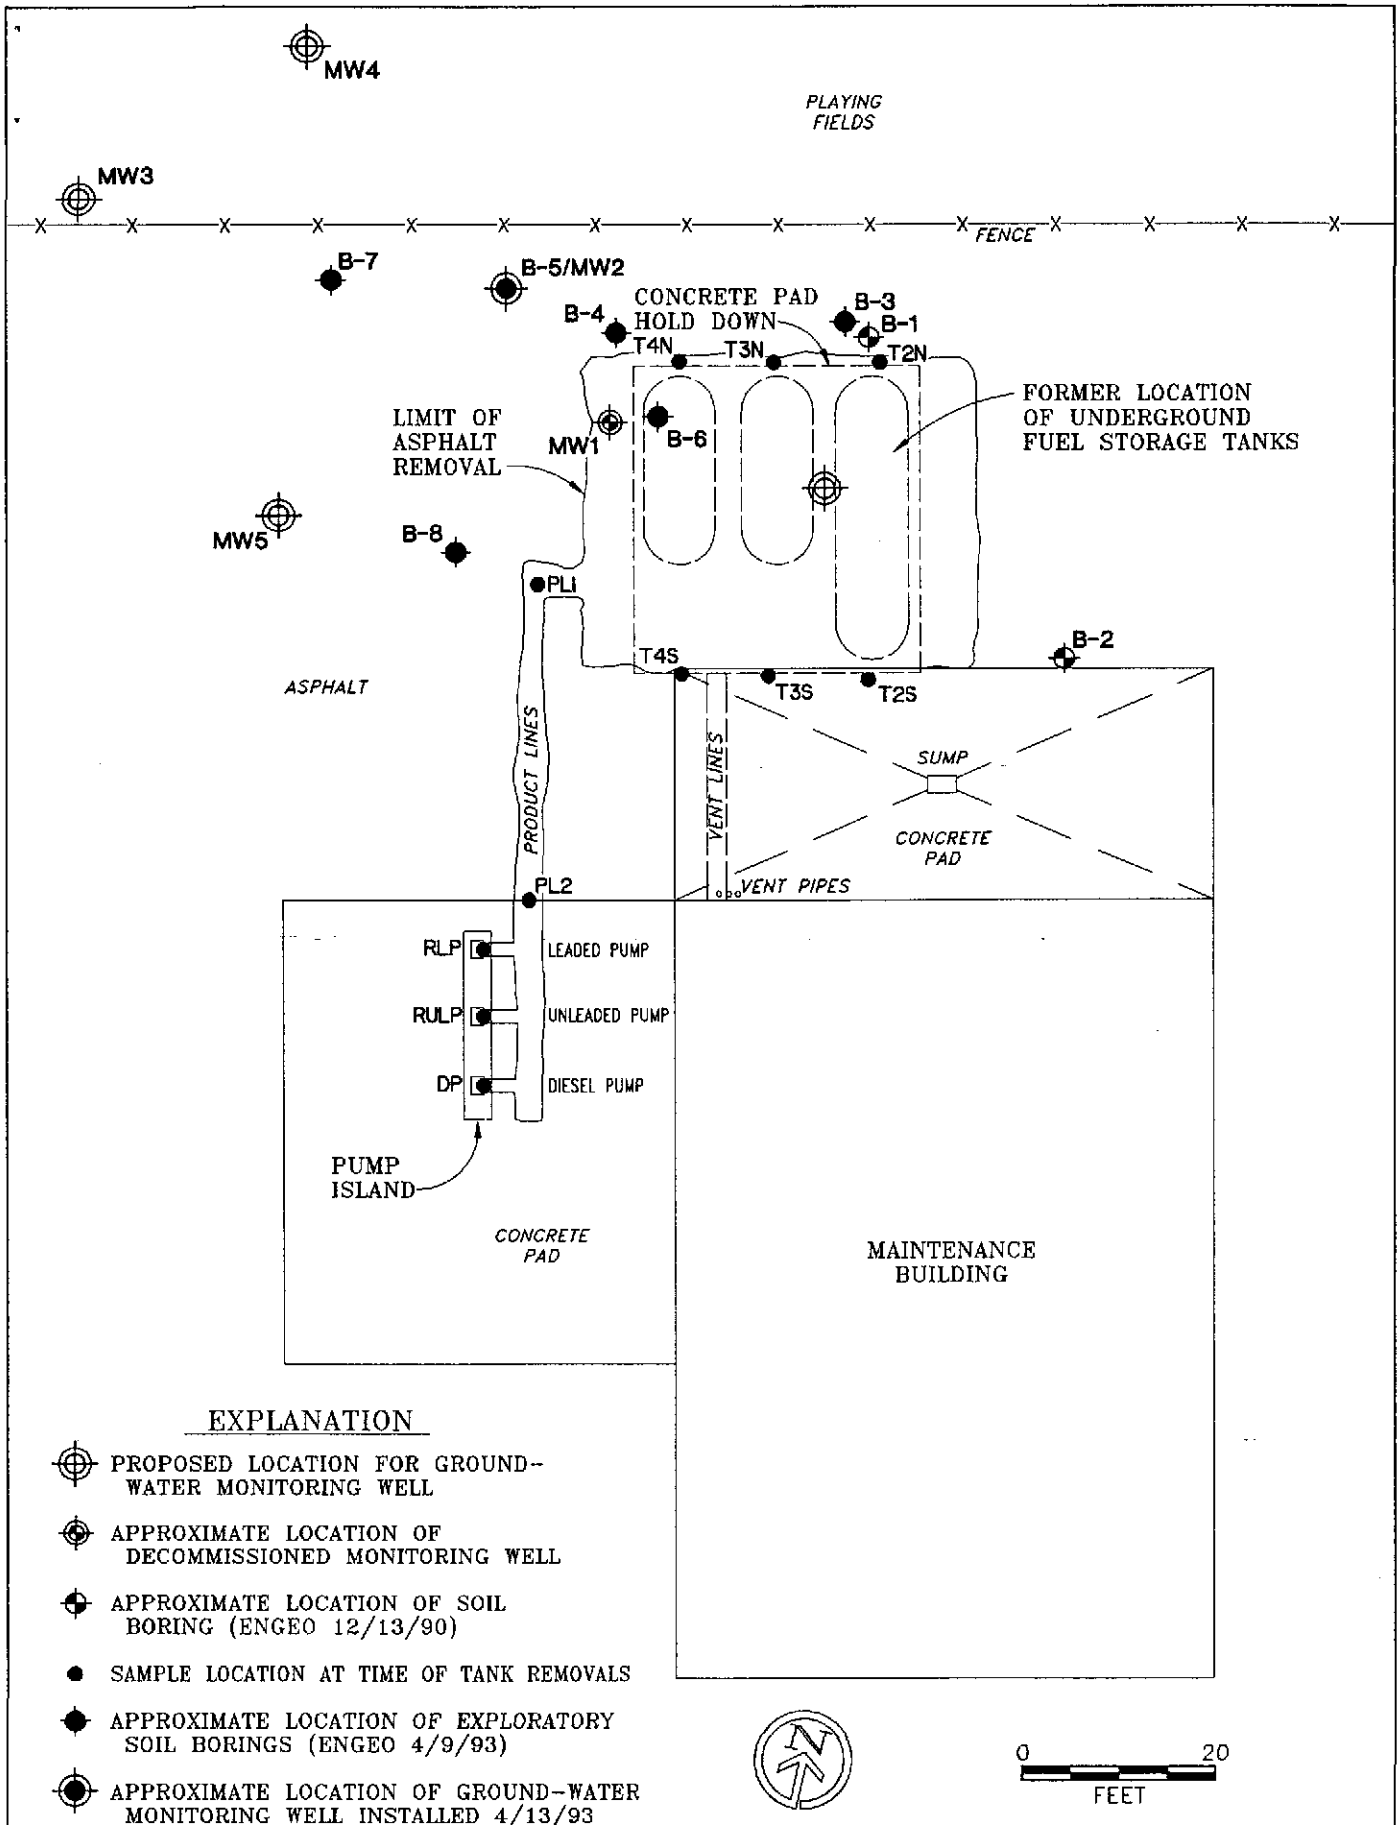 MW4
PLAYING
FIELDS
MW3
FENCE
B-7
B-5/MW2
CONCRETE PAD
HOLD DOWN
B-3
B-4
B-1
T4N
T3N
T2N
LIMIT OF
ASPHALT
REMOVAL
MW1
B-6
FORMER LOCATION
OF UNDERGROUND
FUEL STORAGE TANKS
MW5
B-8
PL1
B-2
T4S
T3S
T2S
ASPHALT
PRODUCT LINES
VENT LINES
SUMP
CONCRETE
PAD
VENT PIPES
PL2
RLP
LEADED PUMP
RULP
UNLEADED PUMP
DP
DIESEL PUMP
PUMP
ISLAND
CONCRETE
PAD
MAINTENANCE
BUILDING
EXPLANATION
PROPOSED LOCATION FOR GROUND-
WATER MONITORING WELL
APPROXIMATE LOCATION OF
DECOMMISSIONED MONITORING WELL
APPROXIMATE LOCATION OF SOIL
BORING (ENGEO 12/13/90)
SAMPLE LOCATION AT TIME OF TANK REMOVALS
APPROXIMATE LOCATION OF EXPLORATORY
SOIL BORINGS (ENGEO 4/9/93)
APPROXIMATE LOCATION OF GROUND-WATER
MONITORING WELL INSTALLED 4/13/93
N
0 20
FEET